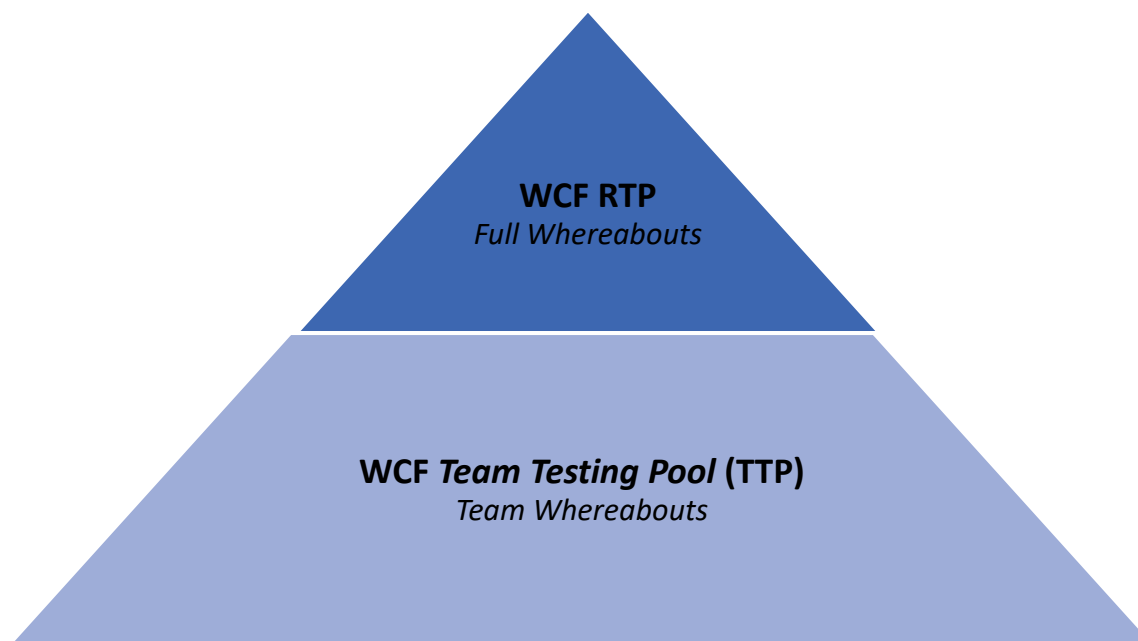 WCF RTP
Full Whereabouts
WCF Team Testing Pool (TTP)
Team Whereabouts